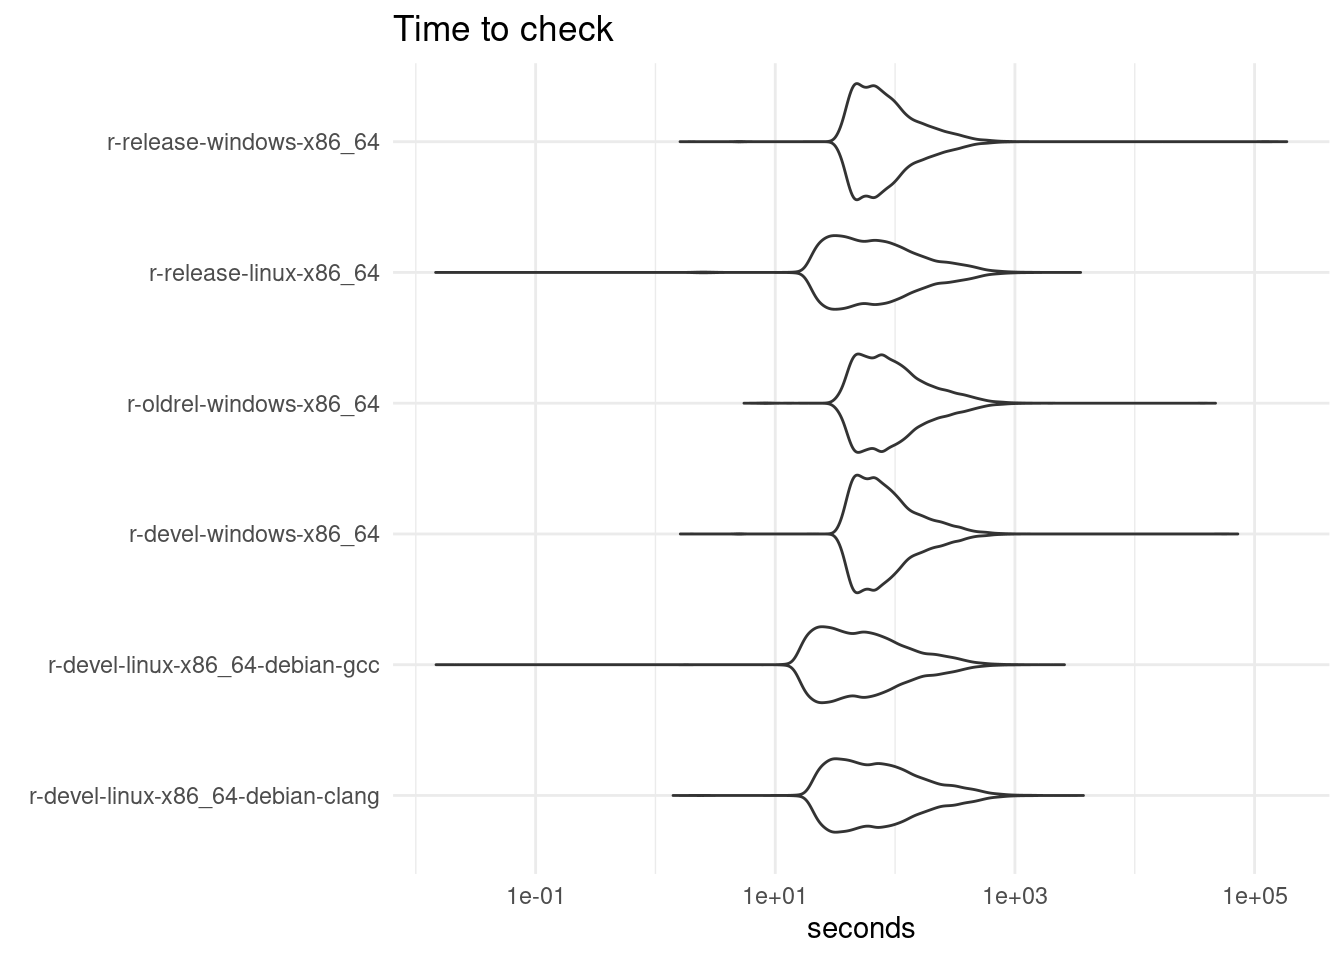 Time to check
r-release-windows-x86_64
r-release-linux-x86_64
r-oldrel-windows-x86_64
r-devel-windows-x86_64
r-devel-linux-x86_64-debian-gcc
r-devel-linux-x86_64-debian-clang
1e-01 1e+01 1e+03 1e+05
seconds